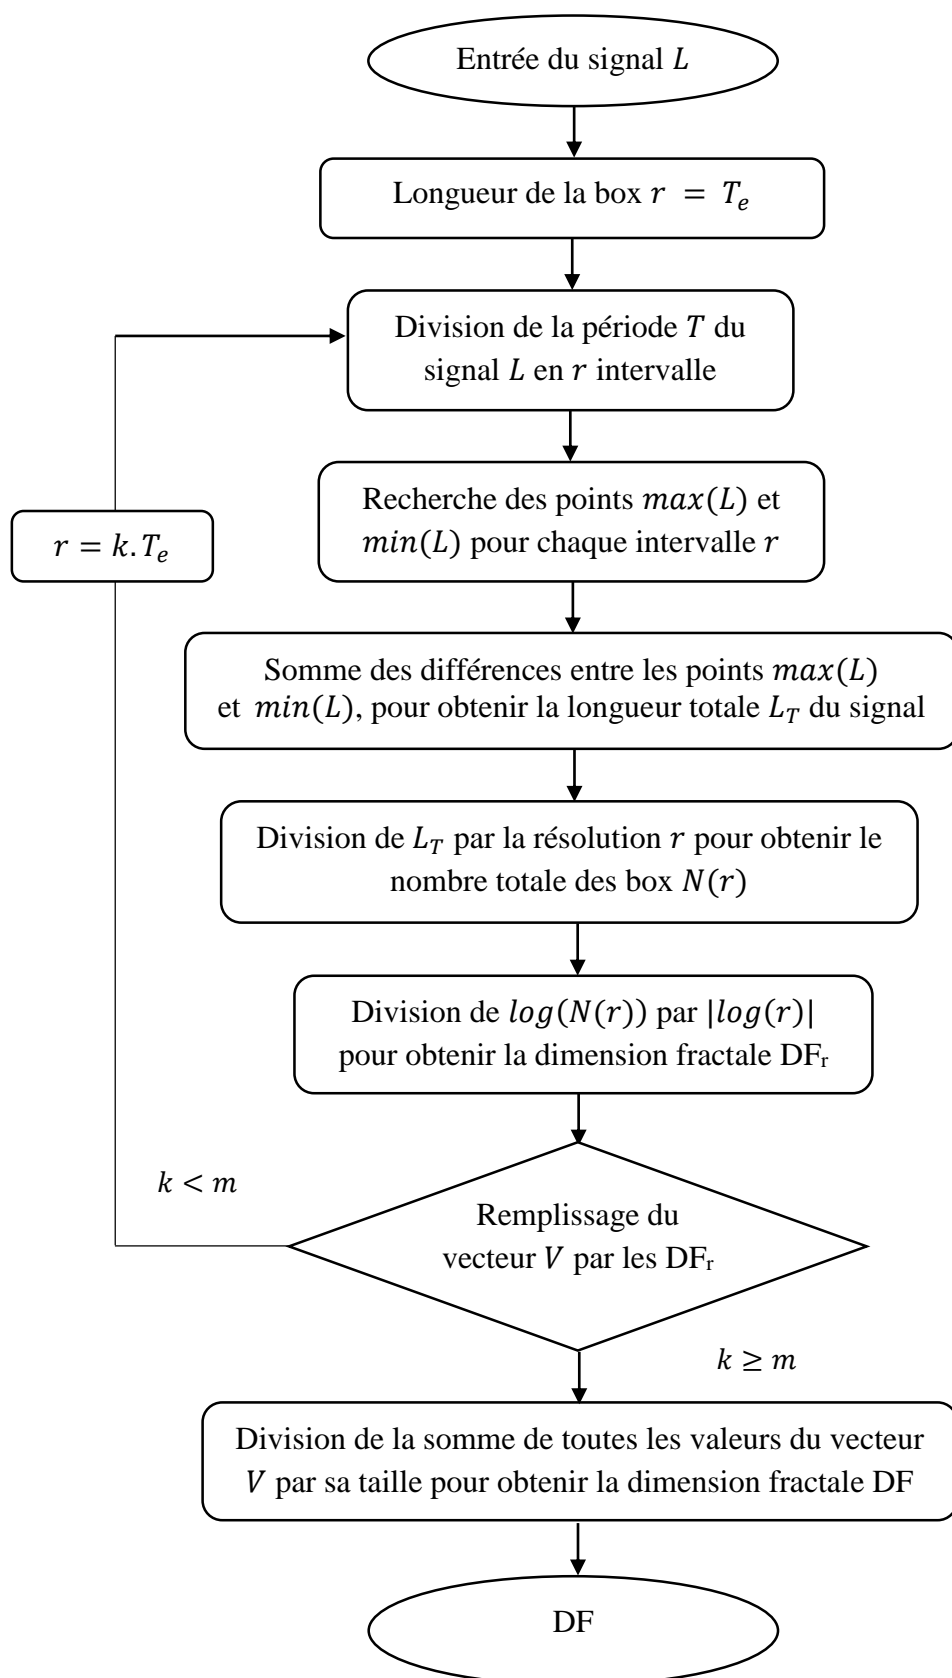 Entrée du signal L
Longueur de la box r = Tₑ
Division de la période T du
signal L en r intervalle
Recherche des points max(L) et
min(L) pour chaque intervalle r
r = k. Tₑ
Somme des différences entre les points max(L)
et min(L), pour obtenir la longueur totale L_T du signal
Division de L_T par la résolution r pour obtenir le
nombre totale des box N(r)
Division de log(N(r)) par |log(r)|
pour obtenir la dimension fractale DFᵣ
k < m
Remplissage du
vecteur V par les DFᵣ
k ≥ m
Division de la somme de toutes les valeurs du vecteur
V par sa taille pour obtenir la dimension fractale DF
DF